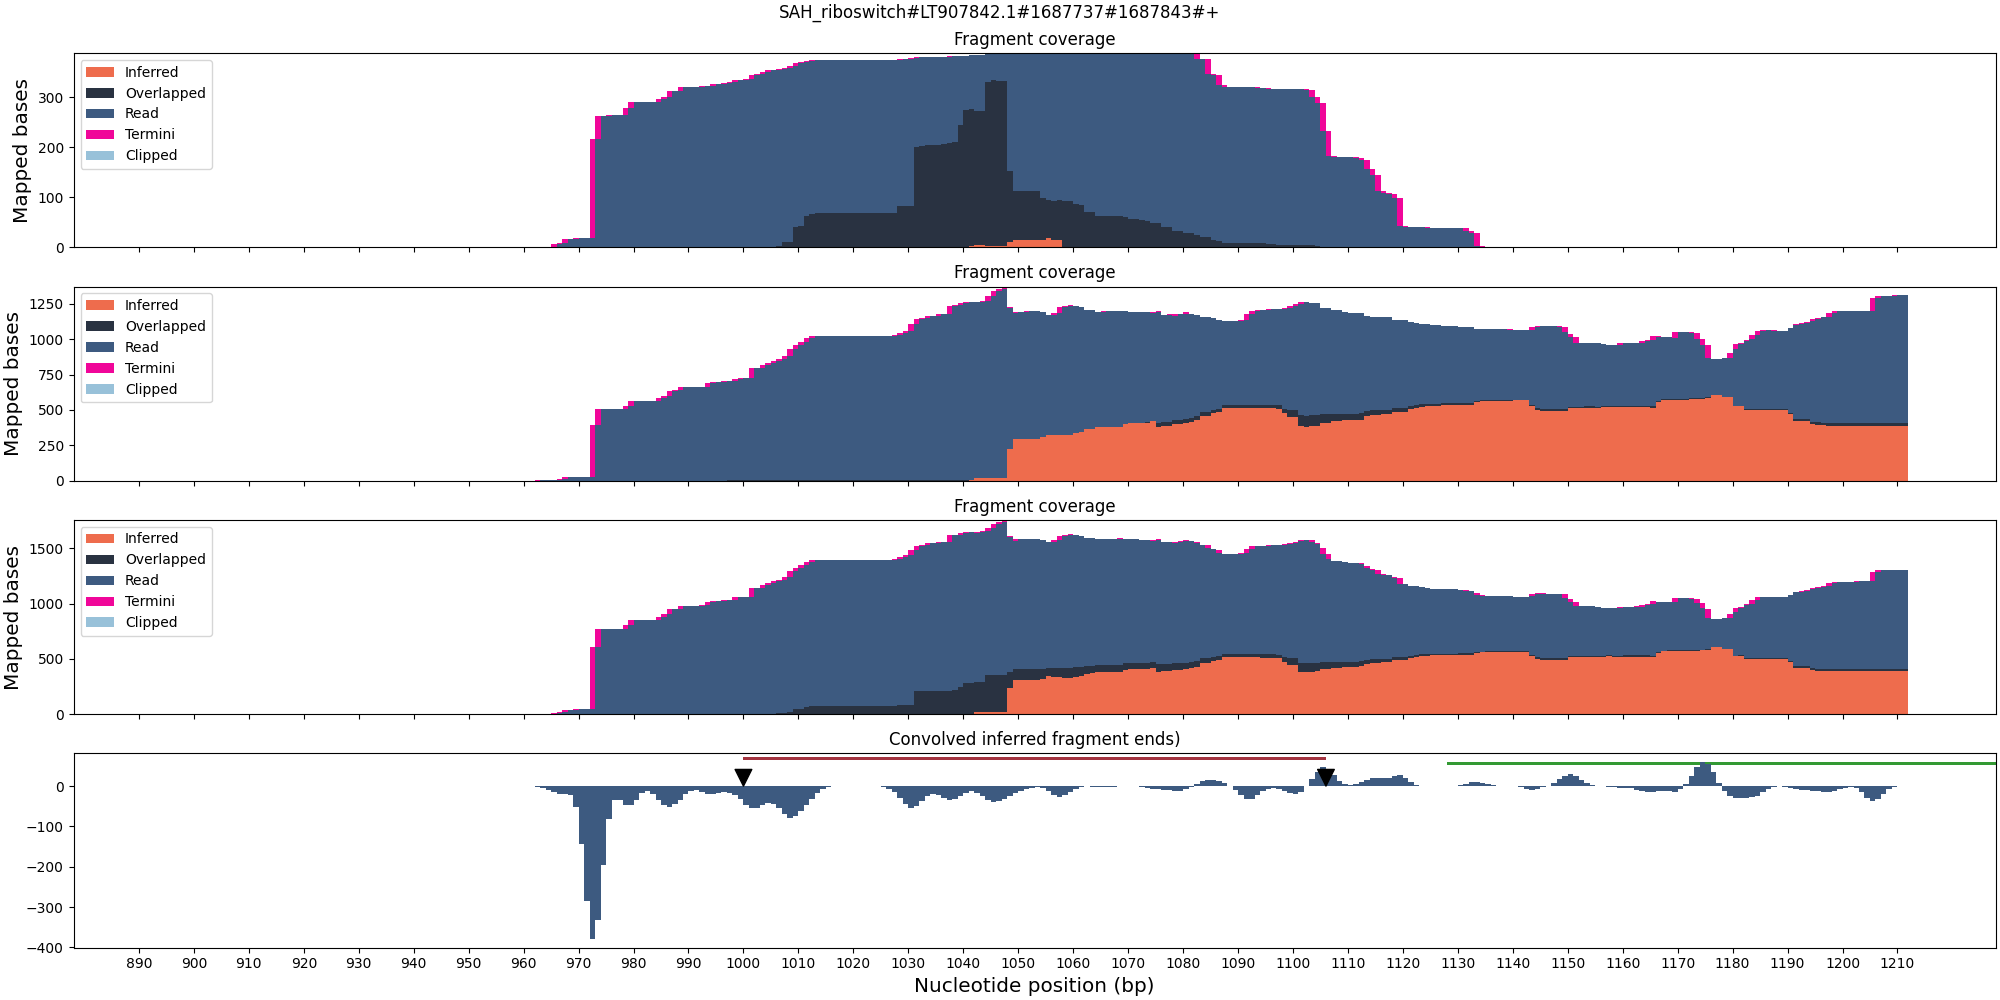 SAH_riboswitch#LT907842.1#1687737#1687843#+
Fragment coverage
Mapped bases
300
200
100
0
Inferred
Overlapped
Read
Termini
Clipped
Fragment coverage
Mapped bases
1250
1000
750
500
250
0
Inferred
Overlapped
Read
Termini
Clipped
Fragment coverage
Mapped bases
1500
1000
500
0
Inferred
Overlapped
Read
Termini
Clipped
Convolved inferred fragment ends)
0
−100
−200
−300
−400
890 900 910 920 930 940 950 960 970 980 990 1000 1010 1020 1030 1040 1050 1060 1070 1080 1090 1100 1110 1120 1130 1140 1150 1160 1170 1180 1190 1200 1210
Nucleotide position (bp)